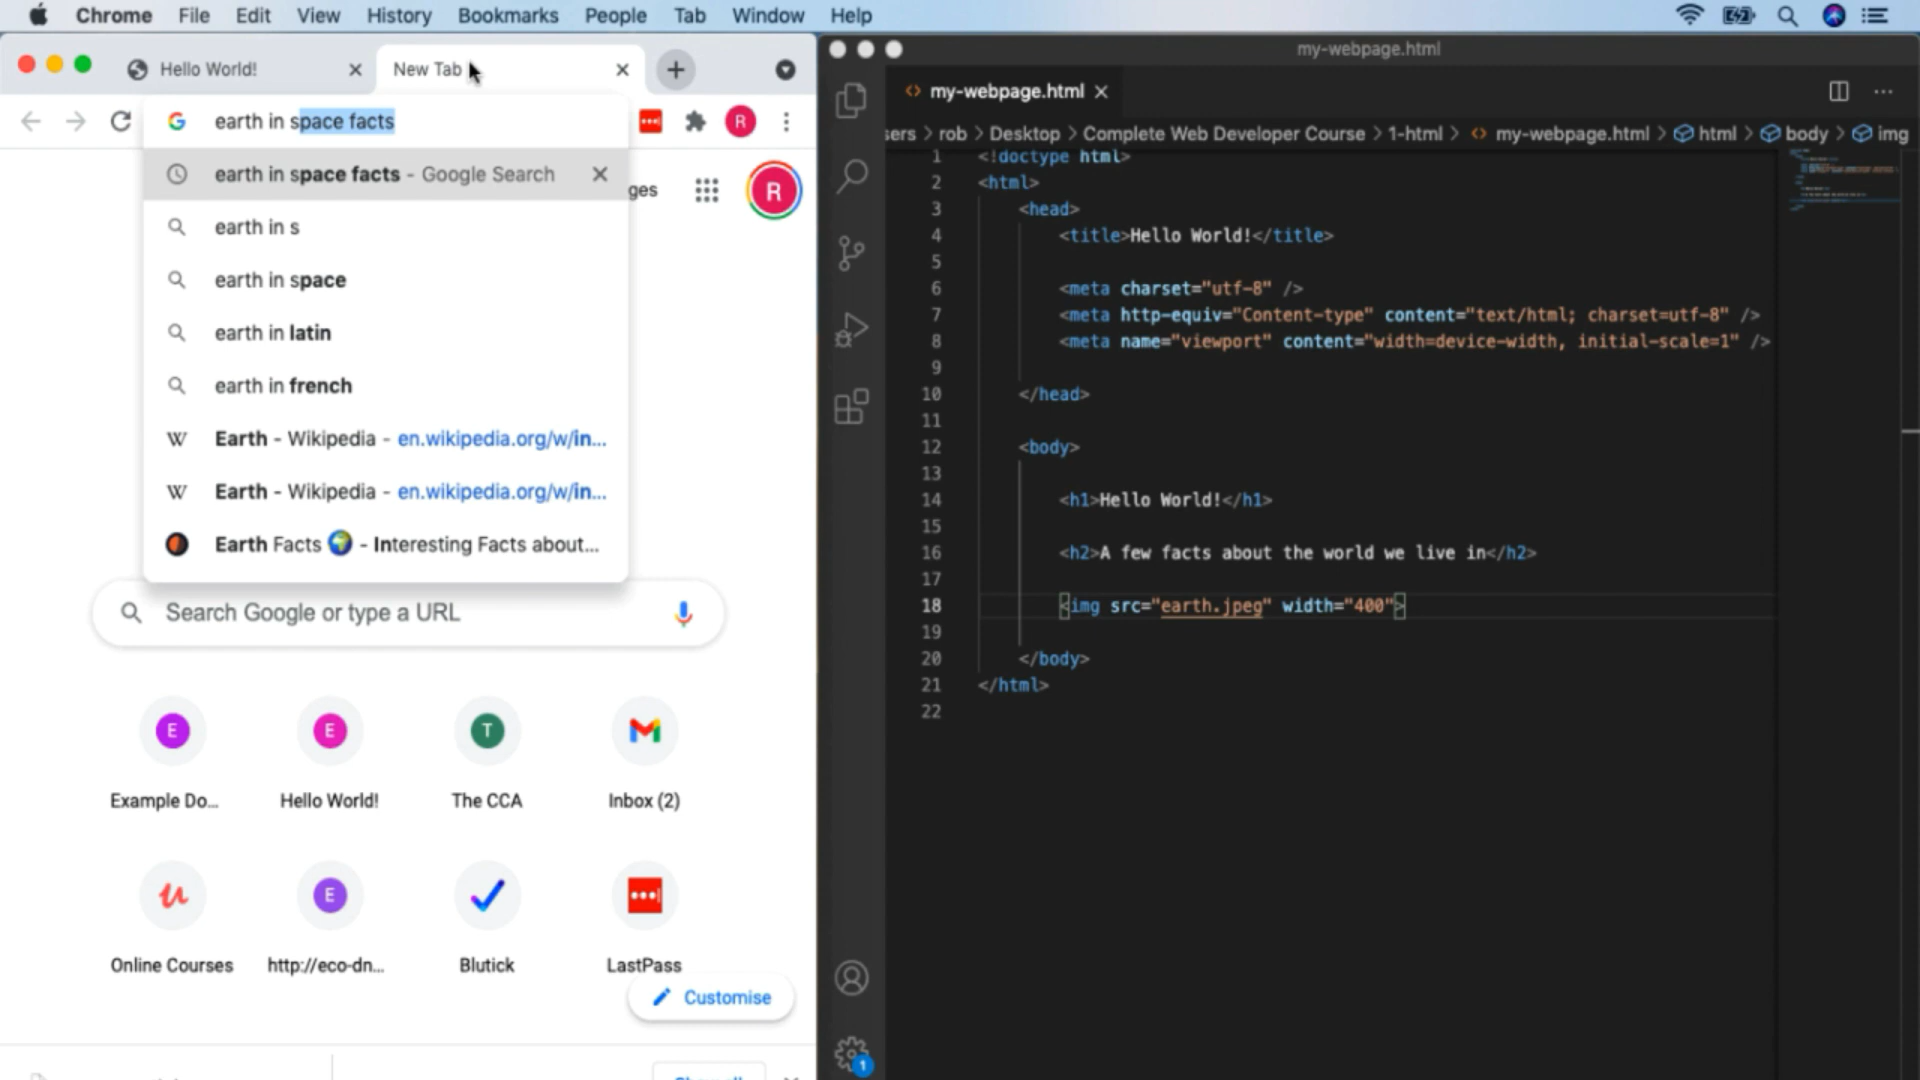 Chrome File Edit View History Bookmarks People Tab Window Help
Hello World!
New Tab
earth in space facts
R
earth in space facts - Google Search
earth in s
earth in space
earth in latin
earth in french
W Earth - Wikipedia - en.wikipedia.org/w/in...
W Earth - Wikipedia - en.wikipedia.org/w/in...
Earth Facts 🌍 - Interesting Facts about...
ges
R
Search Google or type a URL
E
E
T
Example Do...
Hello World!
The CCA
Inbox (2)
E
Online Courses
http://eco-dn...
Blutick
LastPass
Customise
my-webpage.html
my-webpage.html
sers > rob > Desktop > Complete Web Developer Course > 1-html > my-webpage.html > html > body > img
1 <!doctype html>
2 <html>
3 <head>
4 <title>Hello World!</title>
5
6 <meta charset="utf-8" />
7 <meta http-equiv="Content-type" content="text/html; charset=utf-8" />
8 <meta name="viewport" content="width=device-width, initial-scale=1" />
9
10 </head>
11
12 <body>
13
14 <h1>Hello World!</h1>
15
16 <h2>A few facts about the world we live in</h2>
17
18 <img src="earth.jpeg" width="400">
19
20 </body>
21 </html>
22
1